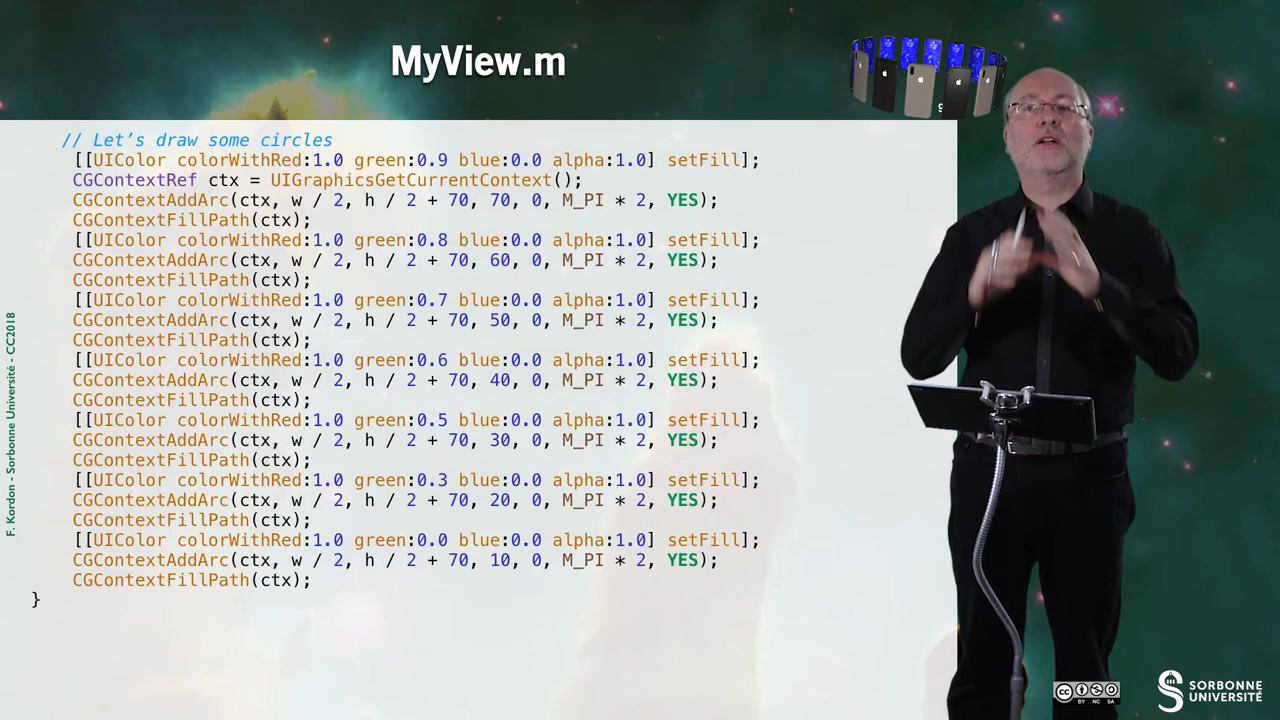 MyView.m
9
// Let’s draw some circles
[[UIColor colorWithRed:1.0 green:0.9 blue:0.0 alpha:1.0] setFill];
CGContextRef ctx = UIGraphicsGetCurrentContext();
CGContextAddArc(ctx, w / 2, h / 2 + 70, 70, 0, M_PI * 2, YES);
CGContextFillPath(ctx);
[[UIColor colorWithRed:1.0 green:0.8 blue:0.0 alpha:1.0] setFill];
CGContextAddArc(ctx, w / 2, h / 2 + 70, 60, 0, M_PI * 2, YES);
CGContextFillPath(ctx);
[[UIColor colorWithRed:1.0 green:0.7 blue:0.0 alpha:1.0] setFill];
CGContextAddArc(ctx, w / 2, h / 2 + 70, 50, 0, M_PI * 2, YES);
CGContextFillPath(ctx);
[[UIColor colorWithRed:1.0 green:0.6 blue:0.0 alpha:1.0] setFill];
CGContextAddArc(ctx, w / 2, h / 2 + 70, 40, 0, M_PI * 2, YES);
CGContextFillPath(ctx);
[[UIColor colorWithRed:1.0 green:0.5 blue:0.0 alpha:1.0] setFill];
CGContextAddArc(ctx, w / 2, h / 2 + 70, 30, 0, M_PI * 2, YES);
CGContextFillPath(ctx);
[[UIColor colorWithRed:1.0 green:0.3 blue:0.0 alpha:1.0] setFill];
CGContextAddArc(ctx, w / 2, h / 2 + 70, 20, 0, M_PI * 2, YES);
CGContextFillPath(ctx);
[[UIColor colorWithRed:1.0 green:0.0 blue:0.0 alpha:1.0] setFill];
CGContextAddArc(ctx, w / 2, h / 2 + 70, 10, 0, M_PI * 2, YES);
CGContextFillPath(ctx);
}
F. Kordon - Sorbonne Université - CC2018
cc
BY NC SA
SORBONNE
UNIVERSITÉ